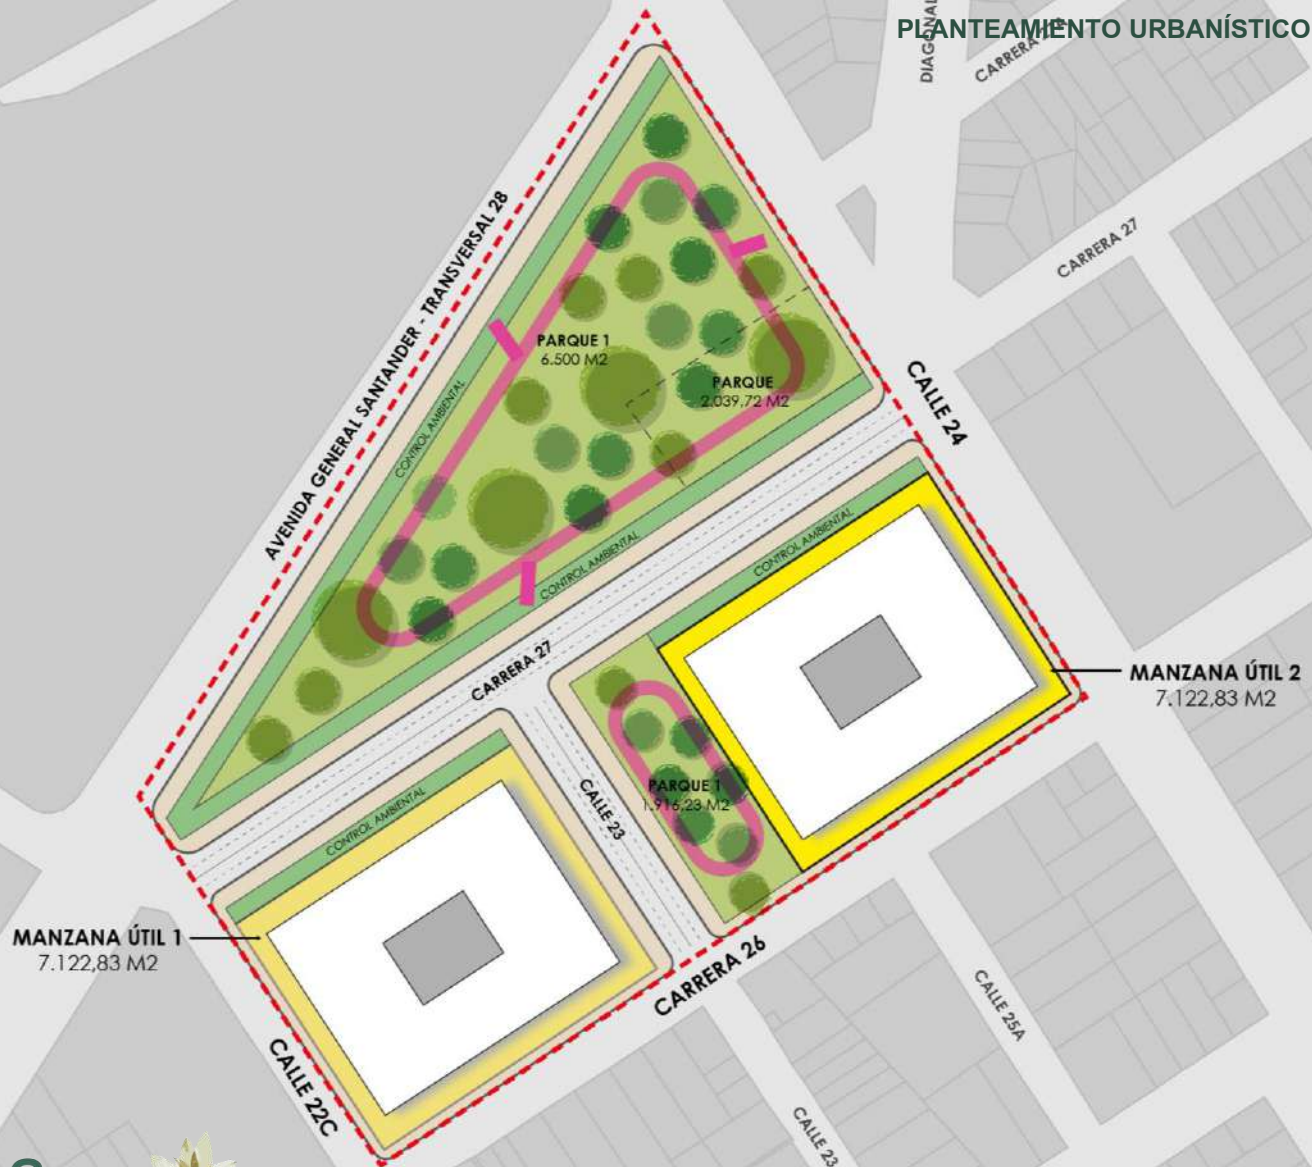 PLANTEAMIENTO URBANÍSTICO
DIAGONAL
CARRERA
CARRERA 27
AVENIDA GENERAL SANTANDER - TRANSVERSAL 28
PARQUE 1
6.500 M2
PARQUE
2.039,72 M2
CALLE 24
CONTROL AMBIENTAL
CONTROL AMBIENTAL
CONTROL AMBIENTAL
CARRERA 27
MANZANA ÚTIL 2
7.122,83 M2
PARQUE 1
1.916,23 M2
CALLE 23
CONTROL AMBIENTAL
MANZANA ÚTIL 1
7.122,83 M2
CARRERA 26
CALLE 25A
CALLE 22C
CALLE 23